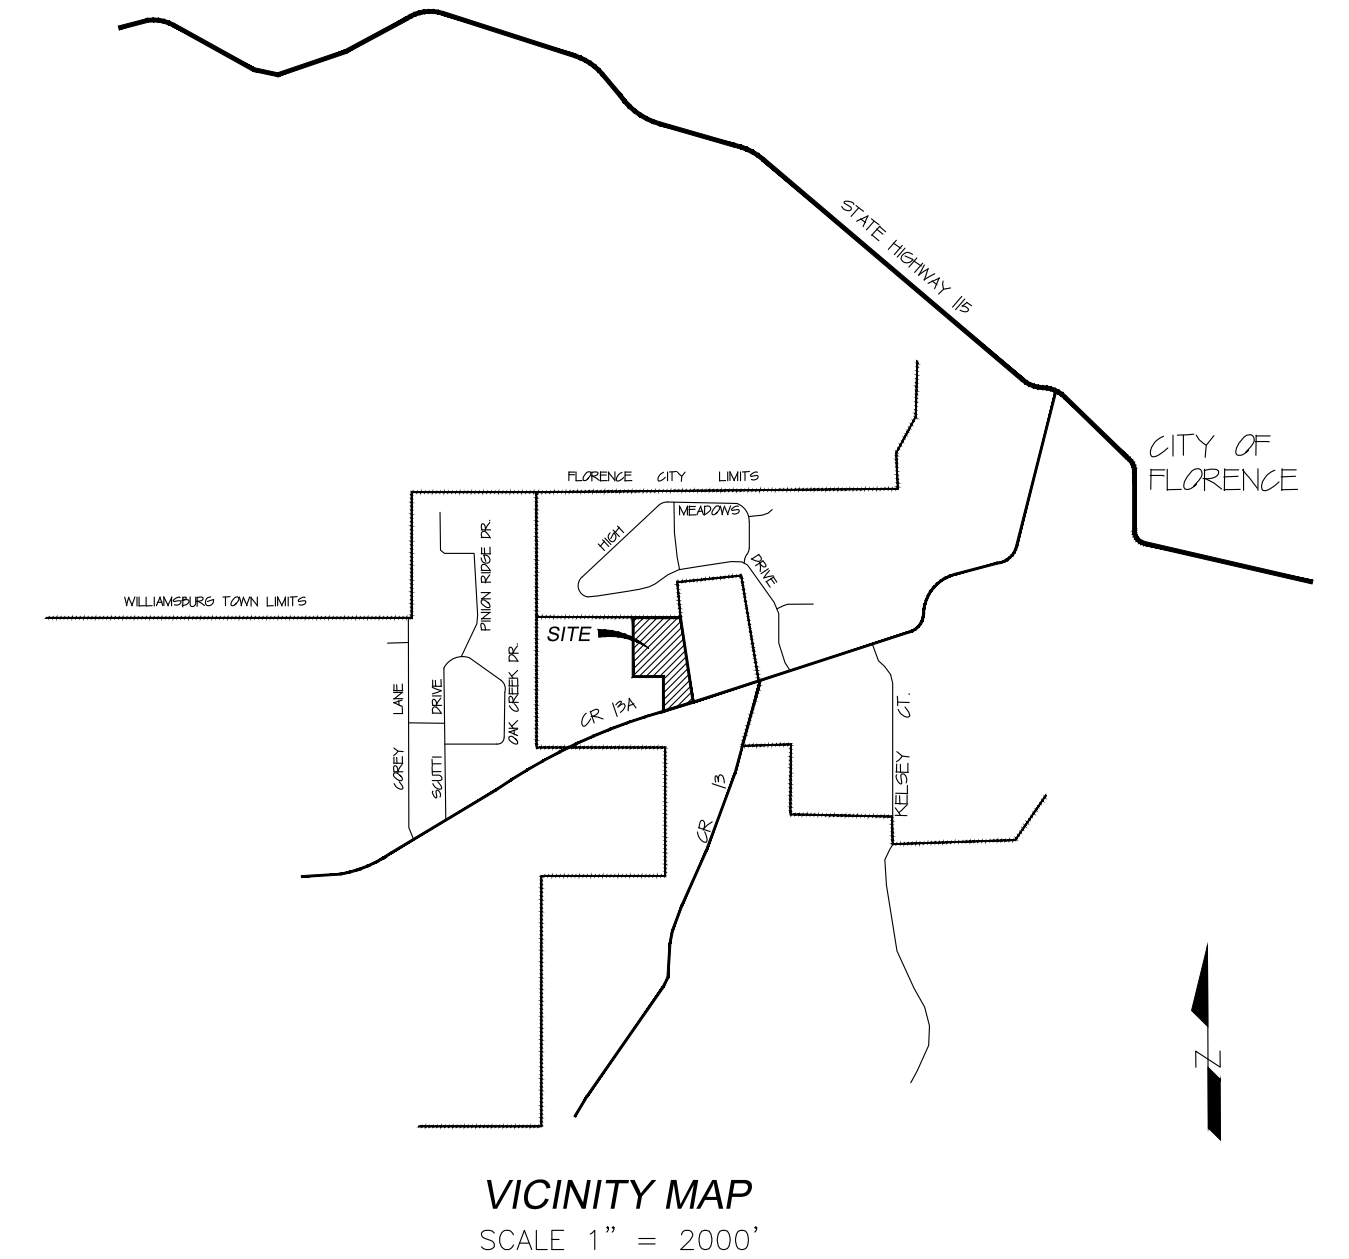 STATE HIGHWAY 115
CITY OF
FLORENCE
FLORENCE CITY LIMITS
HIGH MEADOWS DRIVE
PINION RIDGE DR.
WILLIAMSBURG TOWN LIMITS
SITE
OAK CREEK DR.
COREY LANE
SCUTTI DRIVE
CR 13A
KELSEY CT.
CR 13
N
VICINITY MAP
SCALE 1" = 2000'